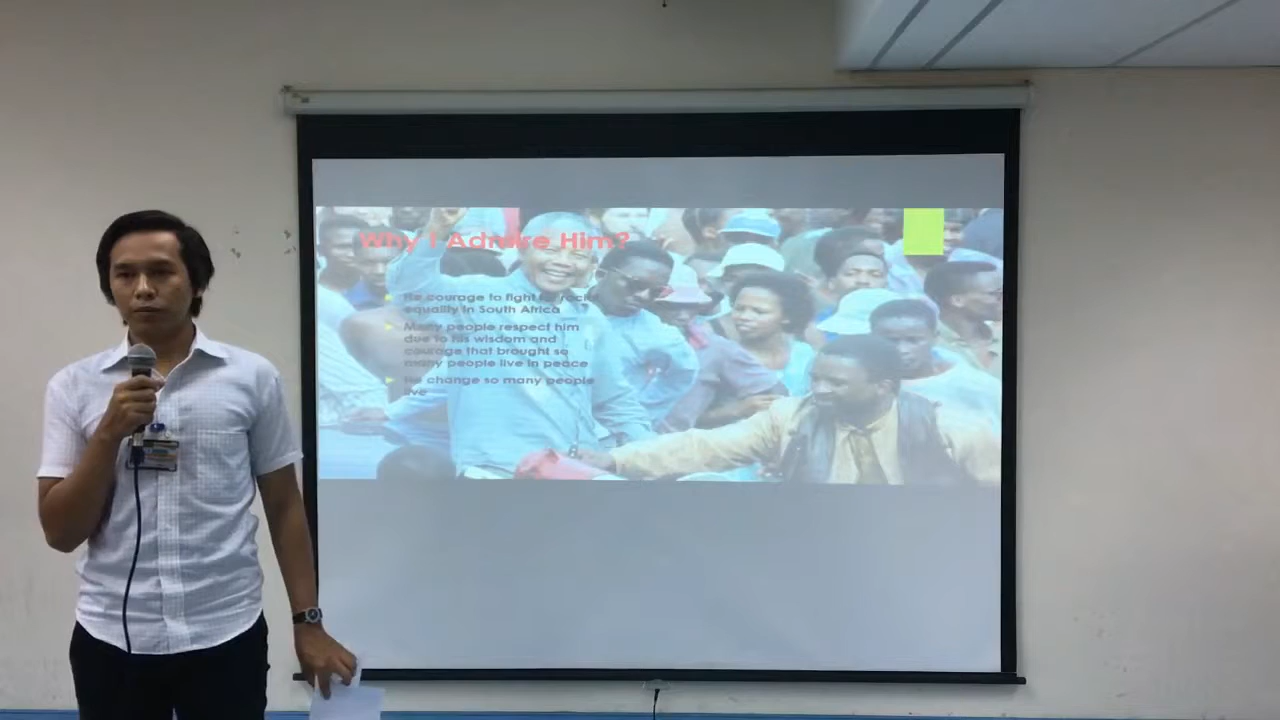 Why I Admire Him?
He courage to fight for racial
equality in South Africa
Many people respect him
due to his wisdom and
courage that brought so
many people live in peace
He change so many people
live